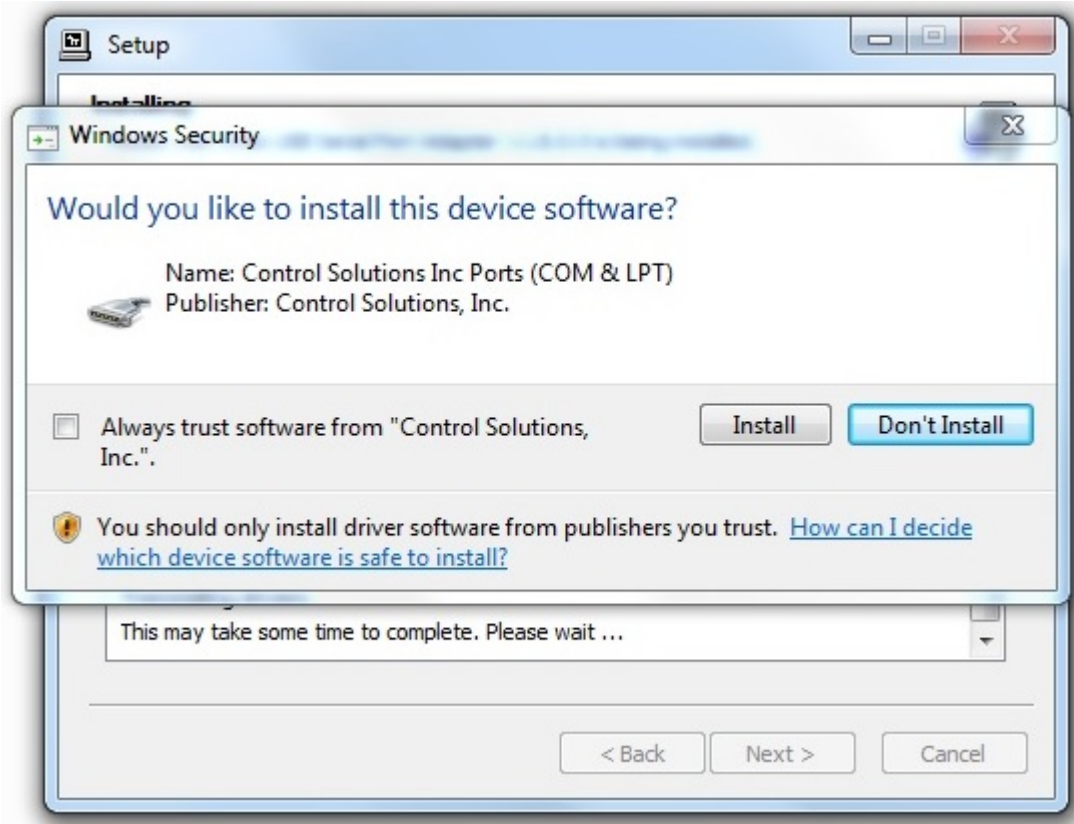 Setup
Installing
Windows Security
Would you like to install this device software?
Name: Control Solutions Inc Ports (COM & LPT)
Publisher: Control Solutions, Inc.
Always trust software from "Control Solutions,
Inc.".
Install
Don't Install
You should only install driver software from publishers you trust. How can I decide
which device software is safe to install?
This may take some time to complete. Please wait ...
< Back
Next >
Cancel